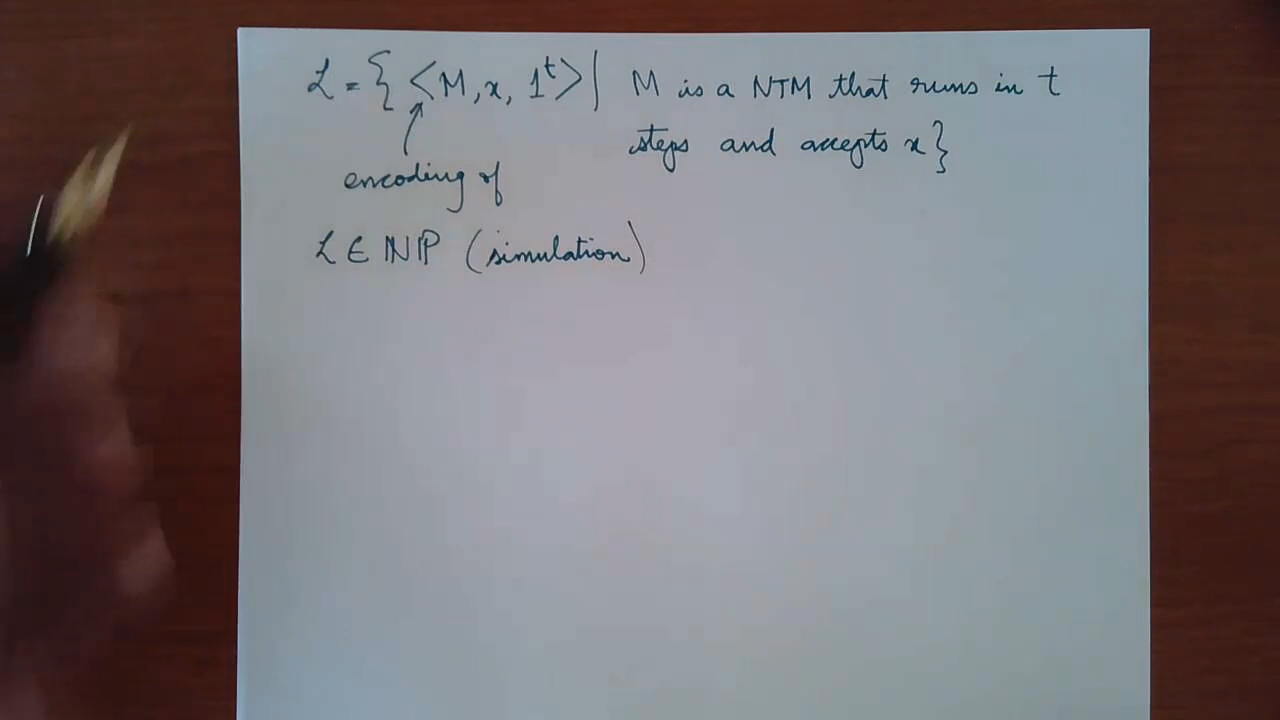 L = { <M, x, 1^t> | M is a NTM that runs in t
steps and accepts x}
encoding of
L ∈ NP (simulation)